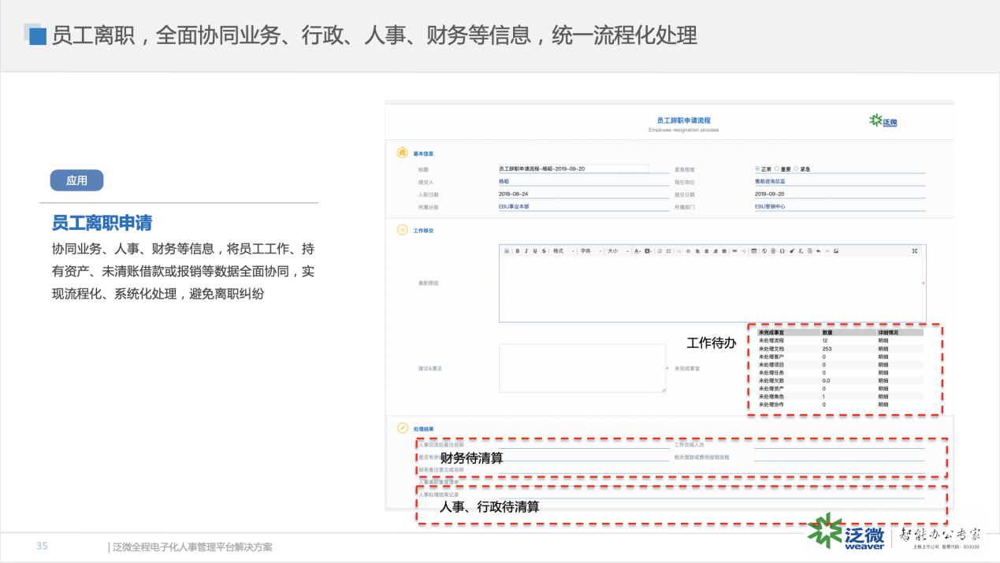 员工离职，全面协同业务、行政、人事、财务等信息，统一流程化处理
应用
员工离职申请
协同业务、人事、财务等信息，将员工工作、持
有资产、未清账借款或报销等数据全面协同，实
现流程化、系统化处理，避免离职纠纷
员工辞职申请流程
Employee resignation process
泛微
weaver
基本信息
标题 员工辞职申请流程-杨昭-2019-09-20 紧急程度 正常 重要 紧急
提交人 杨昭 现任岗位 售前咨询总监
入职日期 2018-08-24 提交日期 2019-09-20
所属分部 EBU事业本部 所属部门 EBU营销中心
工作移交
B I U S 格式 字体 大小
离职原因
工作待办
建议&意见
未完成事宜
未完成事宜 数量 详细情况
未处理流程 12 明细
未处理文档 253 明细
未处理客户 0 明细
未处理项目 0 明细
未处理任务 0 明细
未处理欠款 0.0 明细
未处理资产 0 明细
未处理角色 1 明细
未处理协作 0 明细
处理结果
人事交流后备注说明 工作交接人员
是否有 相关借款或费用报销流程
财务待清算
财务备注意见或说明
人事离职事宜清单
人事处理结果记录
人事、行政待清算
35
|泛微全程电子化人事管理平台解决方案
泛微
weaver
智能办公专家
主板上市公司 股票代码：603039